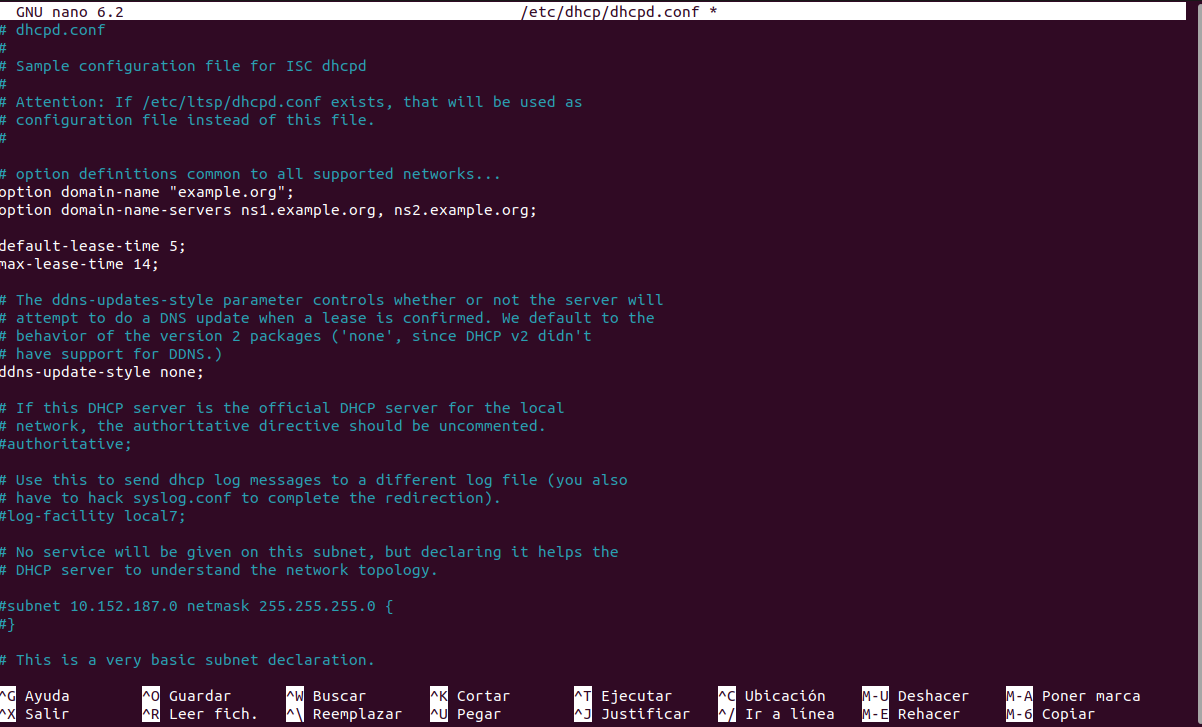 GNU nano 6.2 /etc/dhcp/dhcpd.conf *
# dhcpd.conf
#
# Sample configuration file for ISC dhcpd
#
# Attention: If /etc/ltsp/dhcpd.conf exists, that will be used as
# configuration file instead of this file.
#
# option definitions common to all supported networks...
option domain-name "example.org";
option domain-name-servers ns1.example.org, ns2.example.org;
default-lease-time 5;
max-lease-time 14;
# The ddns-updates-style parameter controls whether or not the server will
# attempt to do a DNS update when a lease is confirmed. We default to the
# behavior of the version 2 packages ('none', since DHCP v2 didn't
# have support for DDNS.)
ddns-update-style none;
# If this DHCP server is the official DHCP server for the local
# network, the authoritative directive should be uncommented.
#authoritative;
# Use this to send dhcp log messages to a different log file (you also
# have to hack syslog.conf to complete the redirection).
#log-facility local7;
# No service will be given on this subnet, but declaring it helps the
# DHCP server to understand the network topology.
#subnet 10.152.187.0 netmask 255.255.255.0 {
#}
# This is a very basic subnet declaration.
^G Ayuda ^O Guardar ^W Buscar ^K Cortar ^T Ejecutar ^C Ubicación M-U Deshacer M-A Poner marca
^X Salir ^R Leer fich. ^\ Reemplazar ^U Pegar ^J Justificar ^/ Ir a línea M-E Rehacer M-6 Copiar